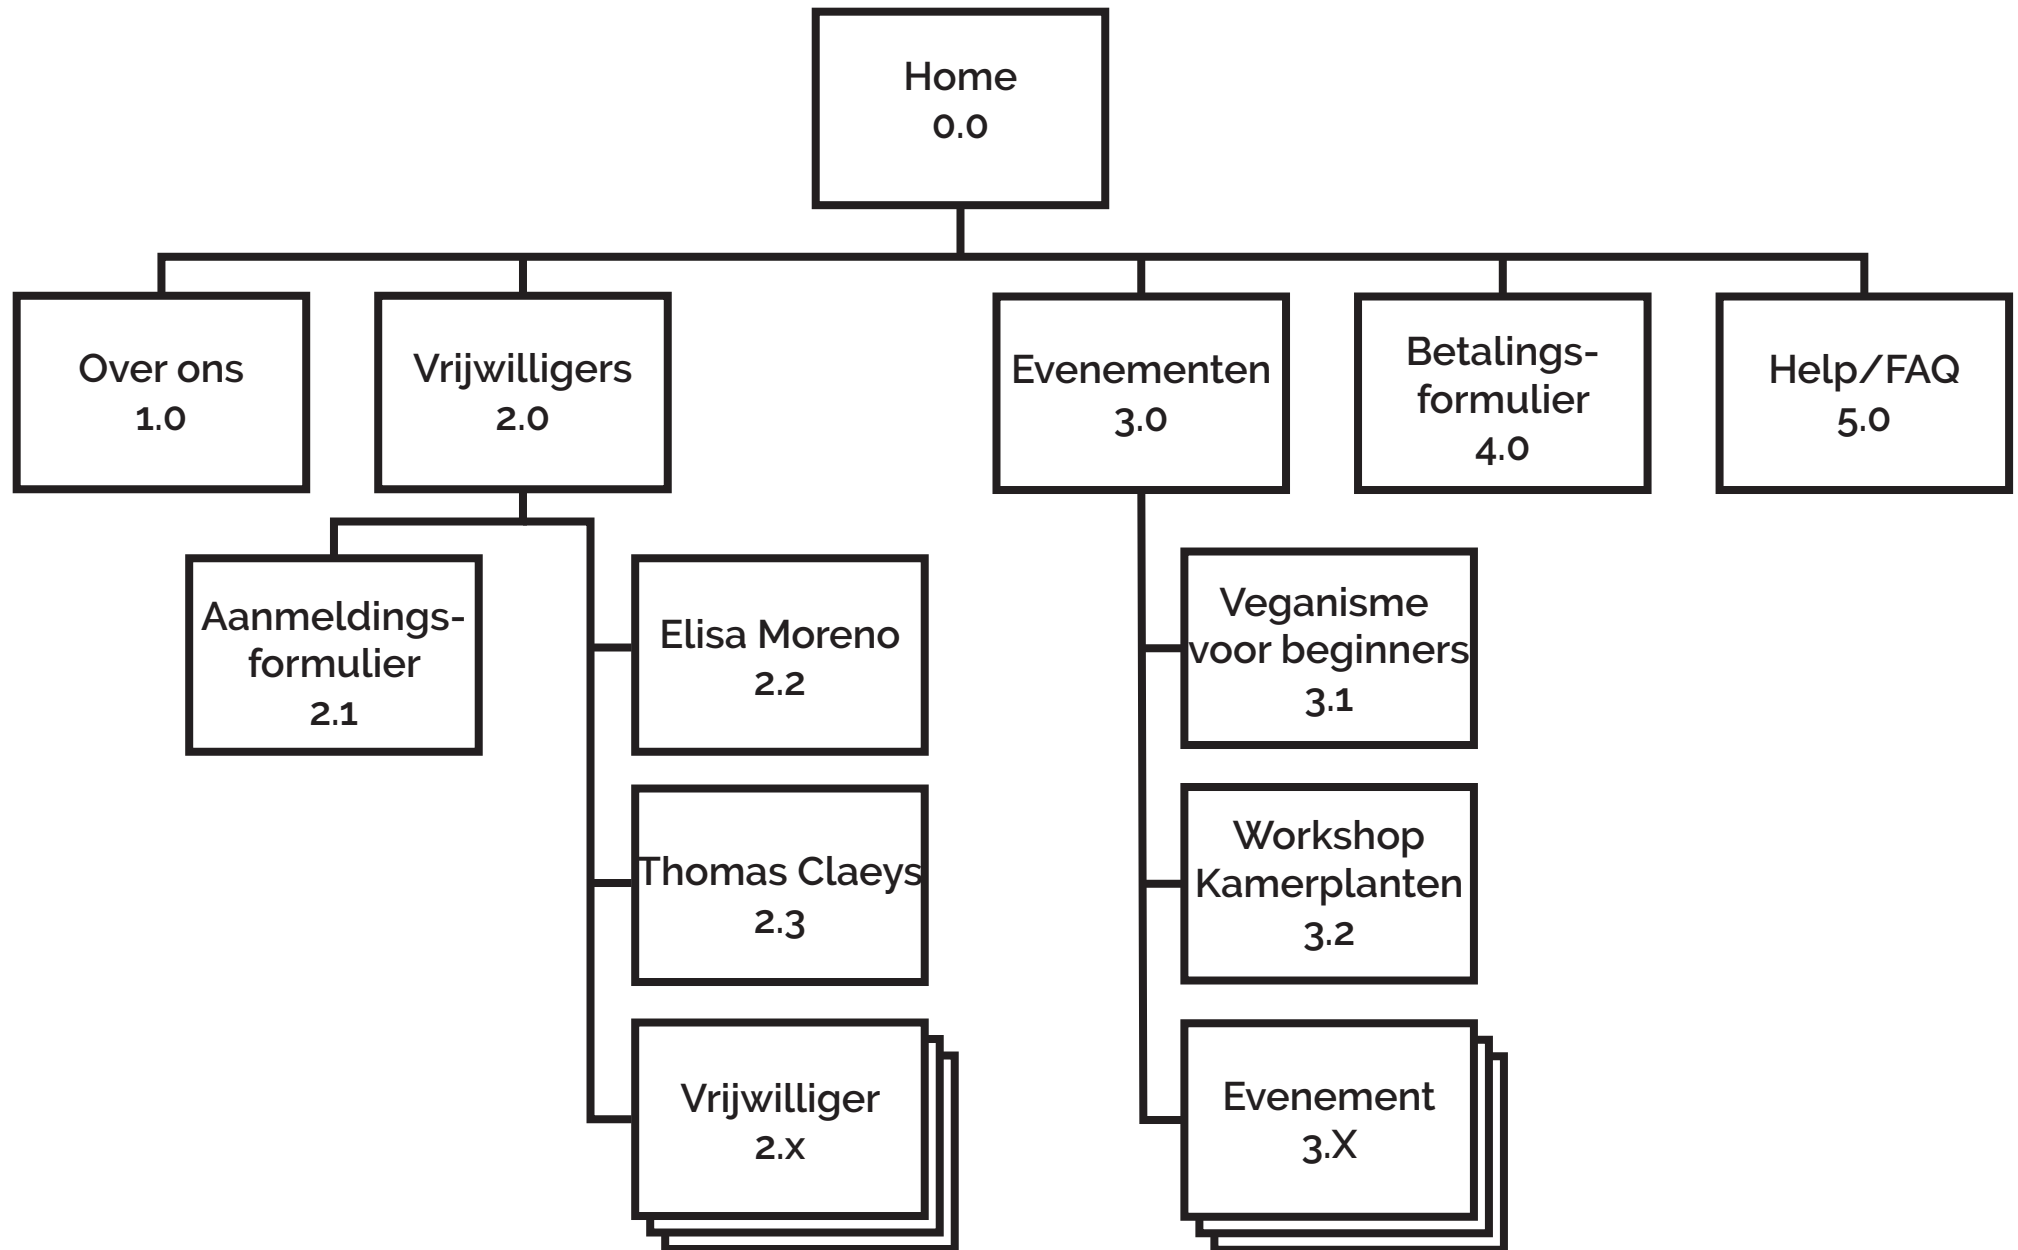 Home
0.0
Over ons
1.0
Vrijwilligers
2.0
Evenementen
3.0
Betalings-
formulier
4.0
Help/FAQ
5.0
Aanmeldings-
formulier
2.1
Elisa Moreno
2.2
Thomas Claeys
2.3
Vrijwilliger
2.x
Veganisme
voor beginners
3.1
Workshop
Kamerplanten
3.2
Evenement
3.X